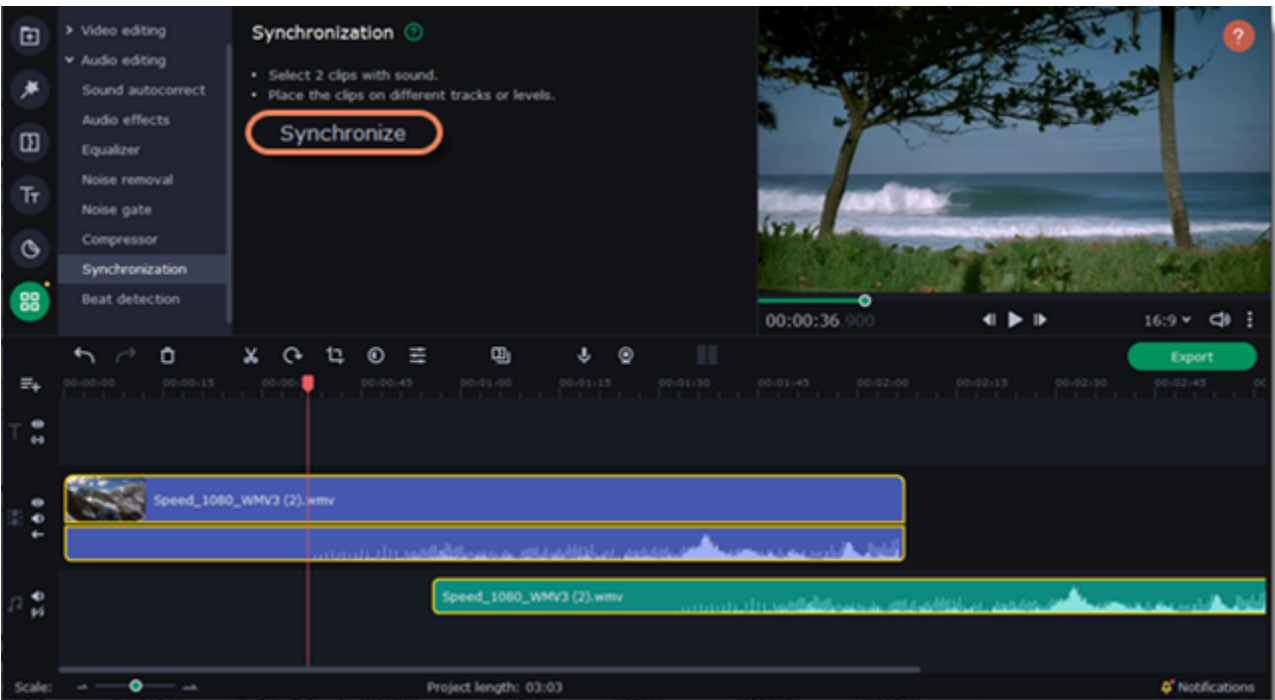 Video editing
Audio editing
Sound autocorrect
Audio effects
Equalizer
Noise removal
Noise gate
Compressor
Synchronization
Beat detection
Synchronization ?
• Select 2 clips with sound.
• Place the clips on different tracks or levels.
Synchronize
?
Tт
00:00:36.900
16:9
Export
00:00:00 00:00:15 00:00:45 00:01:00 00:01:15 00:01:30 00:01:45 00:02:00 00:02:15 00:02:30 00:02:45
T
Speed_1080_WMV3 (2).wmv
Speed_1080_WMV3 (2).wmv
Scale:
Project length: 03:03
Notifications